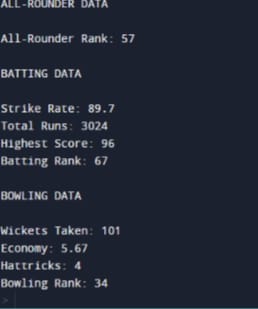 ALL-ROUNDER DATA
All-Rounder Rank: 57
BATTING DATA
Strike Rate: 89.7
Total Runs: 3024
Highest Score: 96
Batting Rank: 67
BOWLING DATA
Wickets Taken: 101
Economy: 5.67
Hattricks: 4
Bowling Rank: 34
>